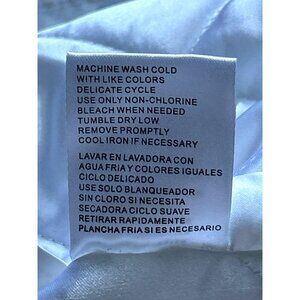 MACHINE WASH COLD
WITH LIKE COLORS
DELICATE CYCLE
USE ONLY NON-CHLORINE
BLEACH WHEN NEEDED
TUMBLE DRY LOW
REMOVE PROMPTLY
COOL IRON IF NECESSARY
LAVAR EN LAVADORA CON
AGUA FRIA Y COLORES IGUALES
CICLO DELICADO
USE SOLO BLANQUEADOR
SIN CLORO SI NECESITA
SECADORA CICLO SUAVE
RETIRAR RAPIDAMENTE
PLANCHA FRIA SI ES NECESARIO